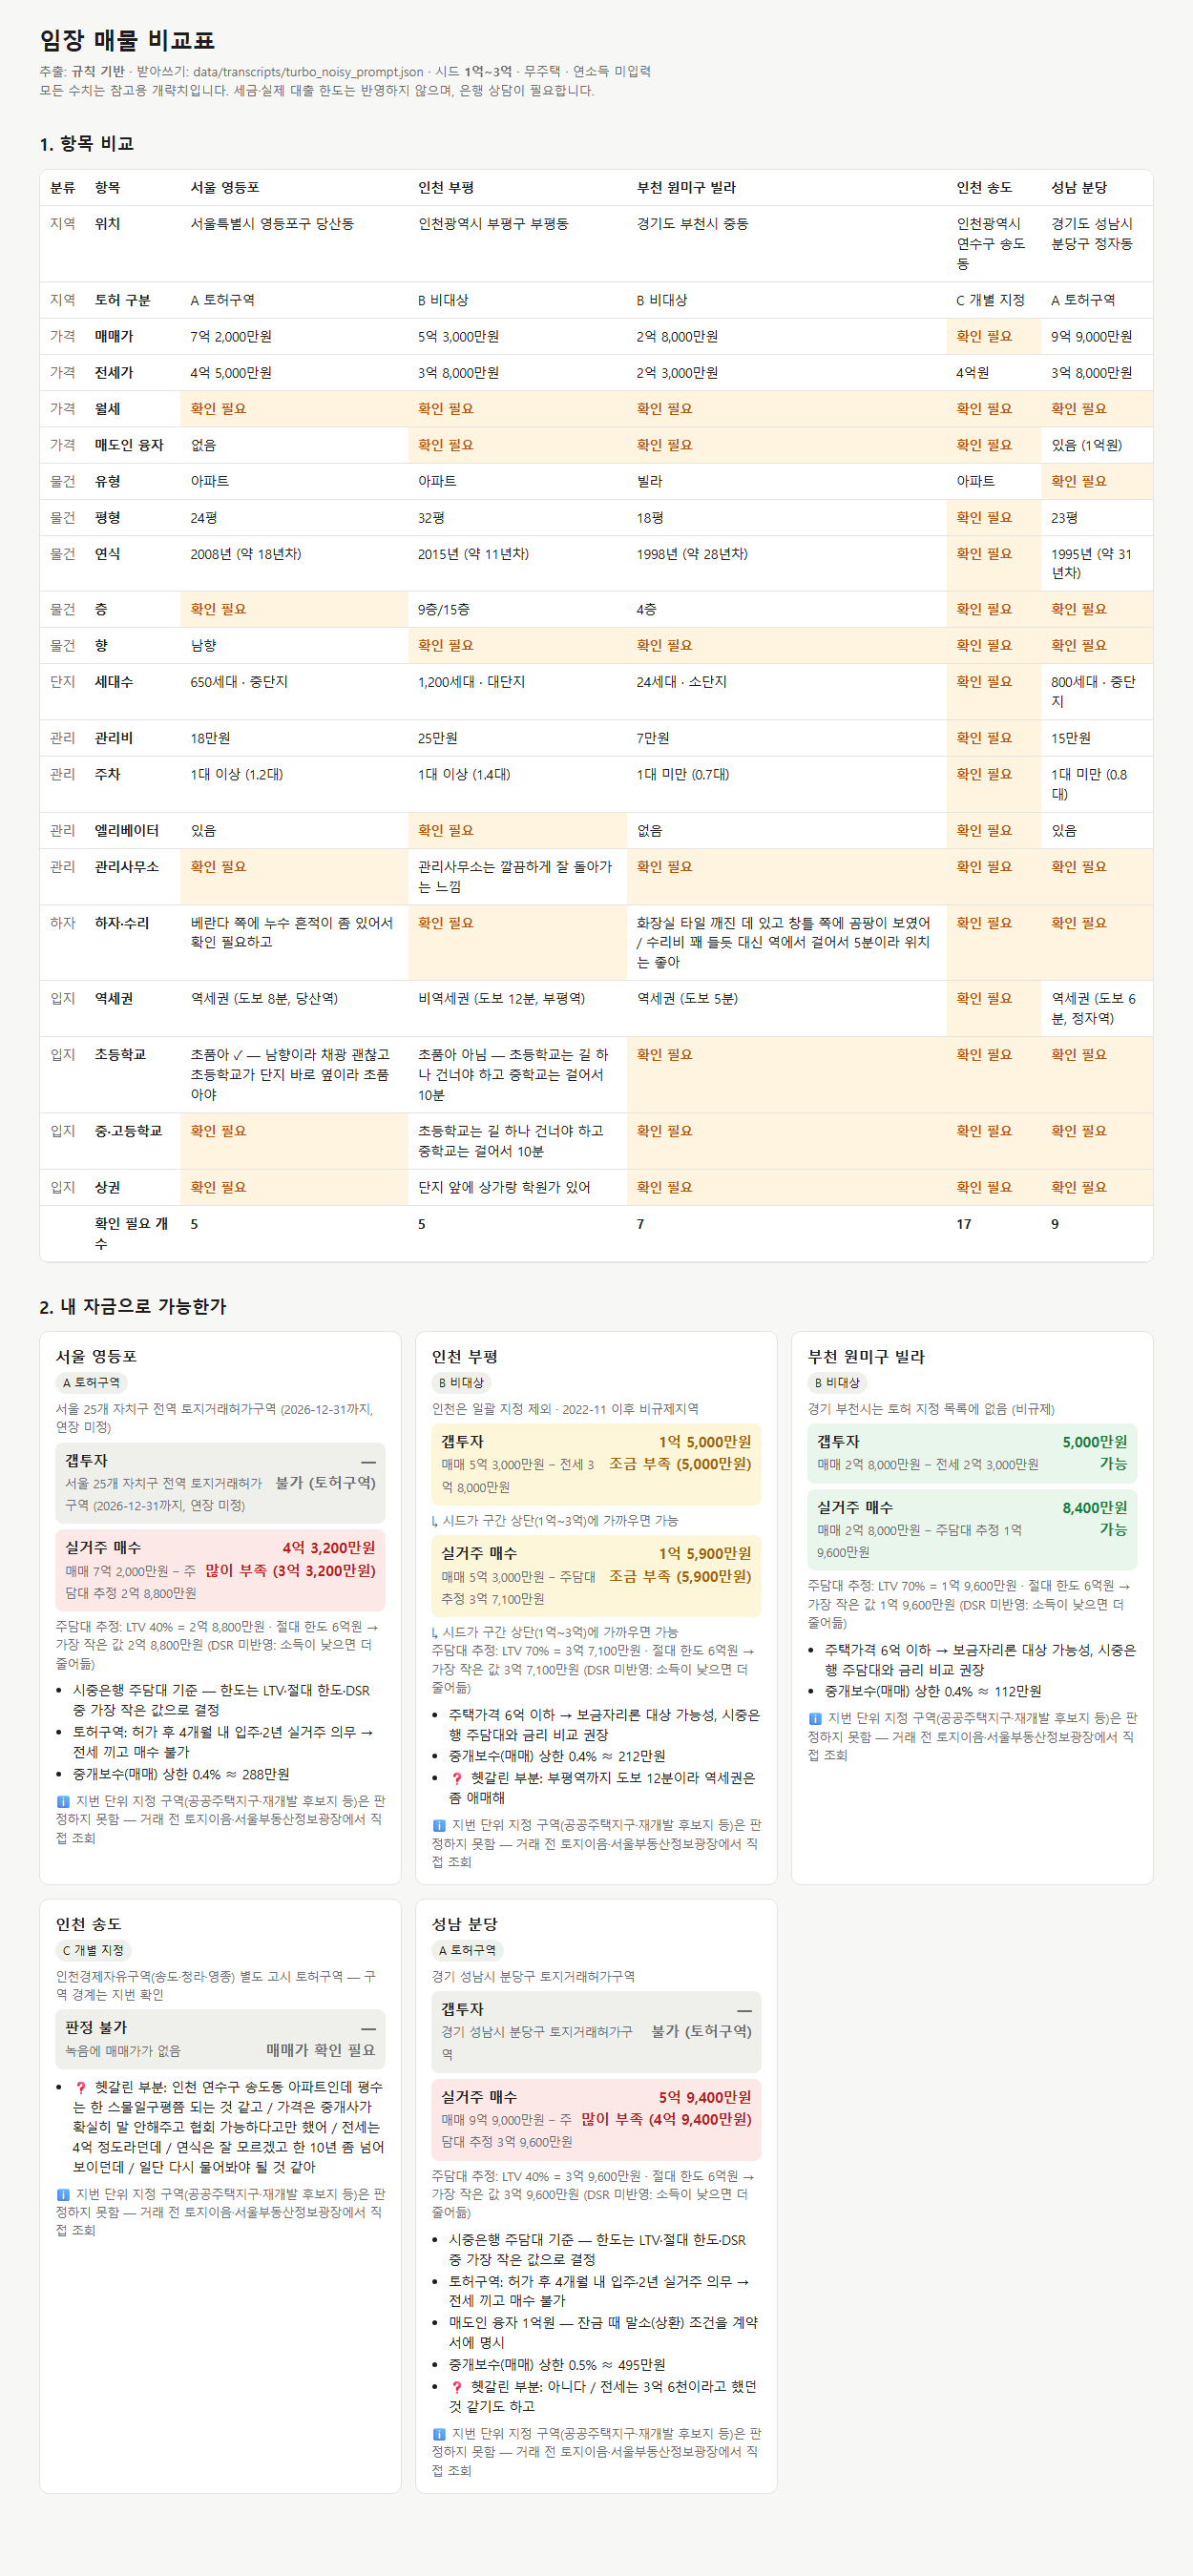 임장 매물 비교표
추출: 규칙 기반 · 받아쓰기: data/transcripts/turbo_noisy_prompt.json · 시드 1억~3억 · 무주택 · 연소득 미입력
모든 수치는 참고용 개략치입니다. 세금·실제 대출 한도는 반영하지 않으며, 은행 상담이 필요합니다.
1. 항목 비교
분류 항목 서울 영등포 인천 부평 부천 원미구 빌라 인천 송도 성남 분당
지역 위치 서울특별시 영등포구 당산동 인천광역시 부평구 부평동 경기도 부천시 중동 인천광역시 연수구 송도동 경기도 성남시 분당구 정자동
지역 토허 구분 A 토허구역 B 비대상 B 비대상 C 개별 지정 A 토허구역
가격 매매가 7억 2,000만원 5억 3,000만원 2억 8,000만원 확인 필요 9억 9,000만원
가격 전세가 4억 5,000만원 3억 8,000만원 2억 3,000만원 4억원 3억 8,000만원
가격 월세 확인 필요 확인 필요 확인 필요 확인 필요 확인 필요
가격 매도인 융자 없음 확인 필요 확인 필요 확인 필요 있음 (1억원)
물건 유형 아파트 아파트 빌라 아파트 확인 필요
물건 평형 24평 32평 18평 확인 필요 23평
물건 연식 2008년 (약 18년차) 2015년 (약 11년차) 1998년 (약 28년차) 확인 필요 1995년 (약 31년차)
물건 층 확인 필요 9층/15층 4층 확인 필요 확인 필요
물건 향 남향 확인 필요 확인 필요 확인 필요 확인 필요
단지 세대수 650세대 · 중단지 1,200세대 · 대단지 24세대 · 소단지 확인 필요 800세대 · 중단지
관리 관리비 18만원 25만원 7만원 확인 필요 15만원
관리 주차 1대 이상 (1.2대) 1대 이상 (1.4대) 1대 미만 (0.7대) 확인 필요 1대 미만 (0.8대)
관리 엘리베이터 있음 확인 필요 없음 확인 필요 있음
관리 관리사무소 확인 필요 관리사무소는 깔끔하게 잘 돌아가는 느낌 확인 필요 확인 필요 확인 필요
하자 하자·수리 베란다 쪽에 누수 흔적이 좀 있어서 확인 필요하고 확인 필요 화장실 타일 깨진 데 있고 창틀 쪽에 곰팡이 보였어 / 수리비 꽤 들듯 대신 역에서 걸어서 5분이라 위치는 좋아 확인 필요 확인 필요
입지 역세권 역세권 (도보 8분, 당산역) 비역세권 (도보 12분, 부평역) 역세권 (도보 5분) 확인 필요 역세권 (도보 6분, 정자역)
입지 초등학교 초품아 ✓ — 남향이라 채광 괜찮고 초등학교가 단지 바로 옆이라 초품아야 초품아 아님 — 초등학교는 길 하나 건너야 하고 중학교는 걸어서 10분 확인 필요 확인 필요 확인 필요
입지 중·고등학교 확인 필요 초등학교는 길 하나 건너야 하고 중학교는 걸어서 10분 확인 필요 확인 필요 확인 필요
입지 상권 확인 필요 단지 앞에 상가랑 학원가 있어 확인 필요 확인 필요 확인 필요
확인 필요 개수 5 5 7 17 9
2. 내 자금으로 가능한가
서울 영등포
A 토허구역
서울 25개 자치구 전역 토지거래허가구역 (2026-12-31까지,
연장 미정)
갭투자 —
서울 25개 자치구 전역 토지거래허가 불가 (토허구역)
구역 (2026-12-31까지, 연장 미정)
실거주 매수 4억 3,200만원
매매 7억 2,000만원 − 주 많이 부족 (3억 3,200만원)
담대 추정 2억 8,800만원
주담대 추정: LTV 40% = 2억 8,800만원 · 절대 한도 6억원 →
가장 작은 값 2억 8,800만원 (DSR 미반영: 소득이 낮으면 더
줄어듦)
• 시중은행 주담대 기준 — 한도는 LTV·절대 한도·DSR
중 가장 작은 값으로 결정
• 토허구역: 허가 후 4개월 내 입주·2년 실거주 의무 →
전세 끼고 매수 불가
• 중개보수(매매) 상한 0.4% ≈ 288만원
ℹ️ 지번 단위 지정 구역(공공주택지구·재개발 후보지 등)은 판
정하지 못함 — 거래 전 토지이음·서울부동산정보광장에서 직
접 조회
인천 부평
B 비대상
인천은 일괄 지정 제외 · 2022-11 이후 비규제지역
갭투자 1억 5,000만원
매매 5억 3,000만원 − 전세 3 조금 부족 (5,000만원)
억 8,000만원
↳ 시드가 구간 상단(1억~3억)에 가까우면 가능
실거주 매수 1억 5,900만원
매매 5억 3,000만원 − 주담대 조금 부족 (5,900만원)
추정 3억 7,100만원
↳ 시드가 구간 상단(1억~3억)에 가까우면 가능
주담대 추정: LTV 70% = 3억 7,100만원 · 절대 한도 6억원 →
가장 작은 값 3억 7,100만원 (DSR 미반영: 소득이 낮으면 더
줄어듦)
• 주택가격 6억 이하 → 보금자리론 대상 가능성, 시중은
행 주담대와 금리 비교 권장
• 중개보수(매매) 상한 0.4% ≈ 212만원
• ❓ 헷갈린 부분: 부평역까지 도보 12분이라 역세권은
좀 애매해
ℹ️ 지번 단위 지정 구역(공공주택지구·재개발 후보지 등)은 판
정하지 못함 — 거래 전 토지이음·서울부동산정보광장에서 직
접 조회
부천 원미구 빌라
B 비대상
경기 부천시는 토허 지정 목록에 없음 (비규제)
갭투자 5,000만원
매매 2억 8,000만원 − 전세 2억 3,000만원 가능
실거주 매수 8,400만원
매매 2억 8,000만원 − 주담대 추정 1억 가능
9,600만원
주담대 추정: LTV 70% = 1억 9,600만원 · 절대 한도 6억원 →
가장 작은 값 1억 9,600만원 (DSR 미반영: 소득이 낮으면 더
줄어듦)
• 주택가격 6억 이하 → 보금자리론 대상 가능성, 시중은
행 주담대와 금리 비교 권장
• 중개보수(매매) 상한 0.4% ≈ 112만원
ℹ️ 지번 단위 지정 구역(공공주택지구·재개발 후보지 등)은 판
정하지 못함 — 거래 전 토지이음·서울부동산정보광장에서 직
접 조회
인천 송도
C 개별 지정
인천경제자유구역(송도·청라·영종) 별도 고시 토허구역 — 구
역 경계는 지번 확인
판정 불가 —
녹음에 매매가가 없음 매매가 확인 필요
• ❓ 헷갈린 부분: 인천 연수구 송도동 아파트인데 평수
는 한 스물일구평쯤 되는 것 같고 / 가격은 중개사가
확실히 말 안해주고 협회 가능하다고만 했어 / 전세는
4억 정도라던데 / 연식은 잘 모르겠고 한 10년 좀 넘어
보이던데 / 일단 다시 물어봐야 될 것 같아
ℹ️ 지번 단위 지정 구역(공공주택지구·재개발 후보지 등)은 판
정하지 못함 — 거래 전 토지이음·서울부동산정보광장에서 직
접 조회
성남 분당
A 토허구역
경기 성남시 분당구 토지거래허가구역
갭투자 —
경기 성남시 분당구 토지거래허가구 불가 (토허구역)
역
실거주 매수 5억 9,400만원
매매 9억 9,000만원 − 주 많이 부족 (4억 9,400만원)
담대 추정 3억 9,600만원
주담대 추정: LTV 40% = 3억 9,600만원 · 절대 한도 6억원 →
가장 작은 값 3억 9,600만원 (DSR 미반영: 소득이 낮으면 더
줄어듦)
• 시중은행 주담대 기준 — 한도는 LTV·절대 한도·DSR
중 가장 작은 값으로 결정
• 토허구역: 허가 후 4개월 내 입주·2년 실거주 의무 →
전세 끼고 매수 불가
• 매도인 융자 1억원 — 잔금 때 말소(상환) 조건을 계약
서에 명시
• 중개보수(매매) 상한 0.5% ≈ 495만원
• ❓ 헷갈린 부분: 아니다 / 전세는 3억 6천이라고 했던
것 같기도 하고
ℹ️ 지번 단위 지정 구역(공공주택지구·재개발 후보지 등)은 판
정하지 못함 — 거래 전 토지이음·서울부동산정보광장에서 직
접 조회